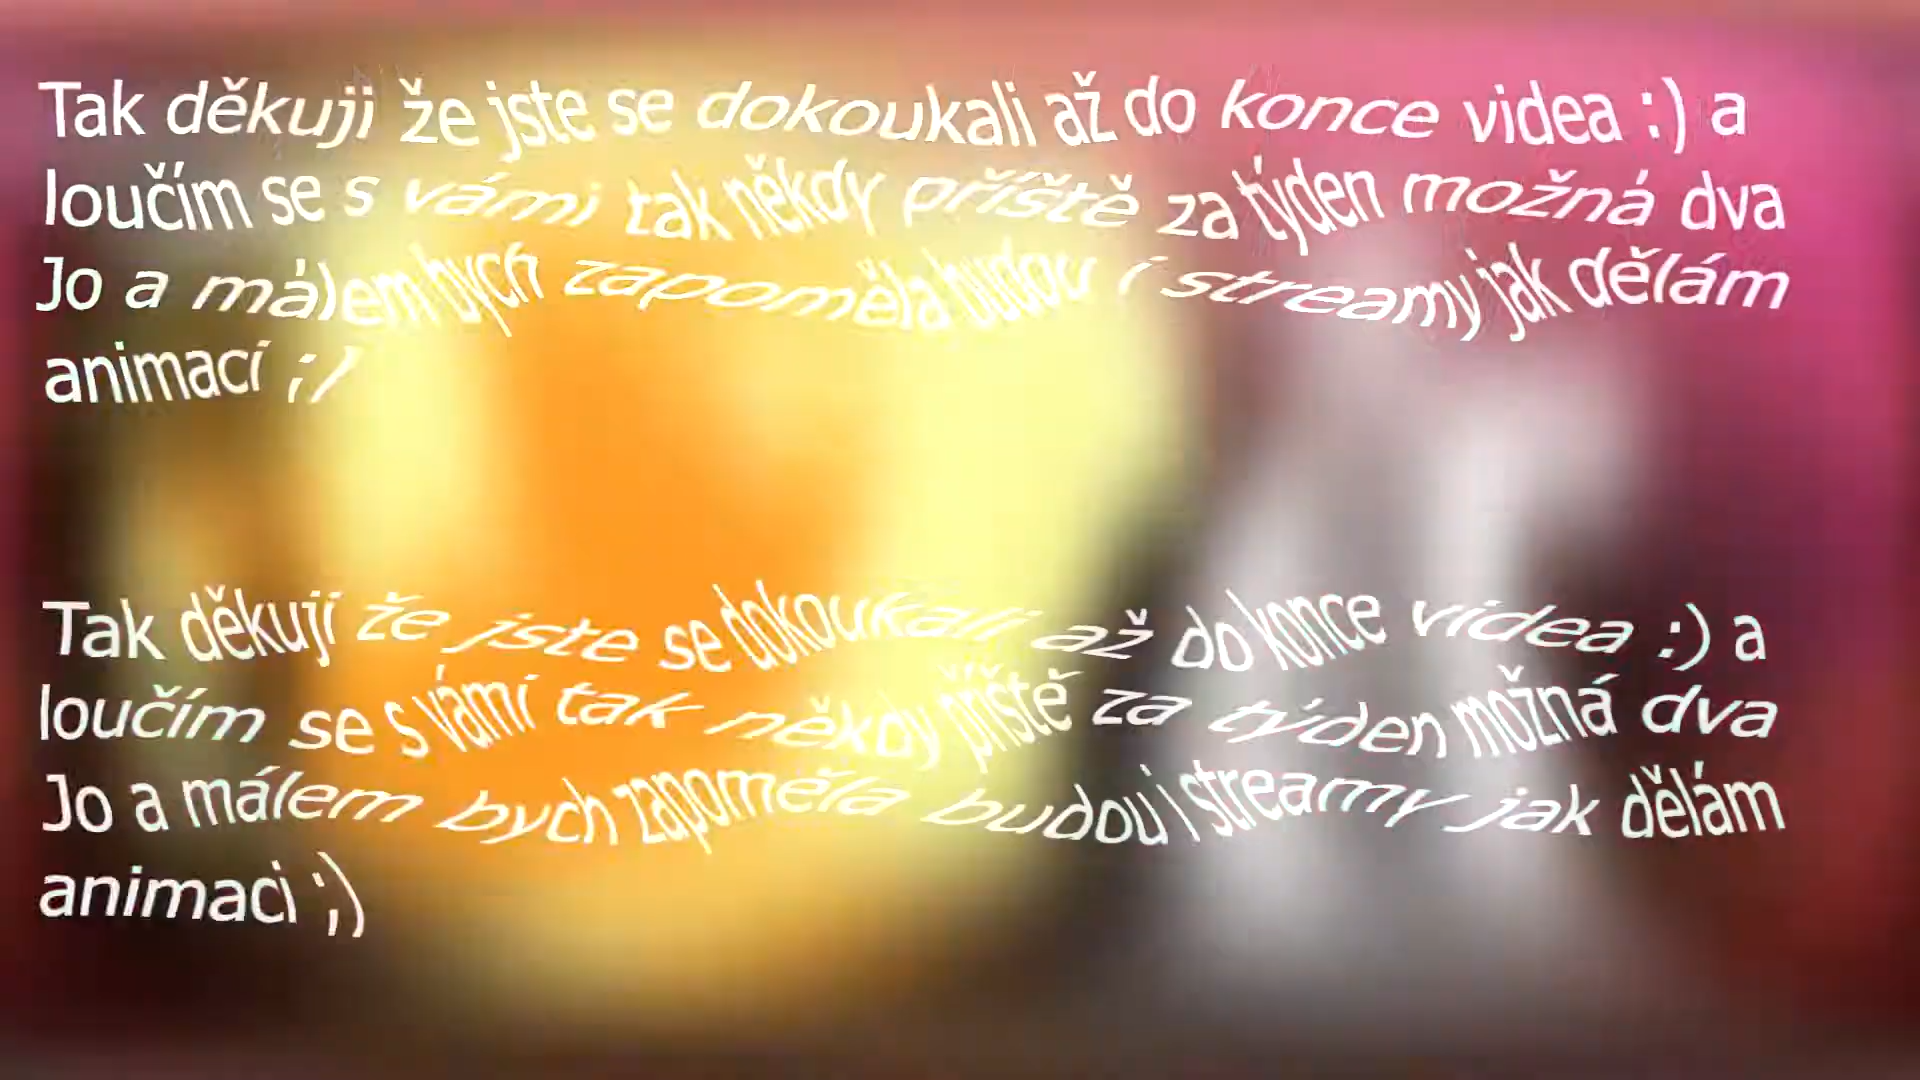 Tak děkuji že jste se dokoukali až do konce videa :) a
loučím se s vámi tak někdy příště za týden možná dva
Jo a málem bych zapoměla budou i streamy jak dělám
animaci ;)
Tak děkuji že jste se dokoukali až do konce videa :) a
loučím se s vámi tak někdy příště za týden možná dva
Jo a málem bych zapoměla budou i streamy jak dělám
animaci ;)